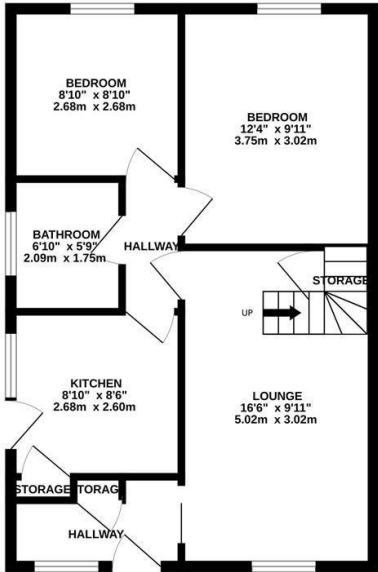 BEDROOM
8'10" x 8'10"
2.68m x 2.68m
BEDROOM
12'4" x 9'11"
3.75m x 3.02m
BATHROOM
6'10" x 5'9"
2.09m x 1.75m
HALLWAY
STORAGE
UP
KITCHEN
8'10" x 8'6"
2.68m x 2.60m
LOUNGE
16'6" x 9'11"
5.02m x 3.02m
STORAGE
TORAG
HALLWAY